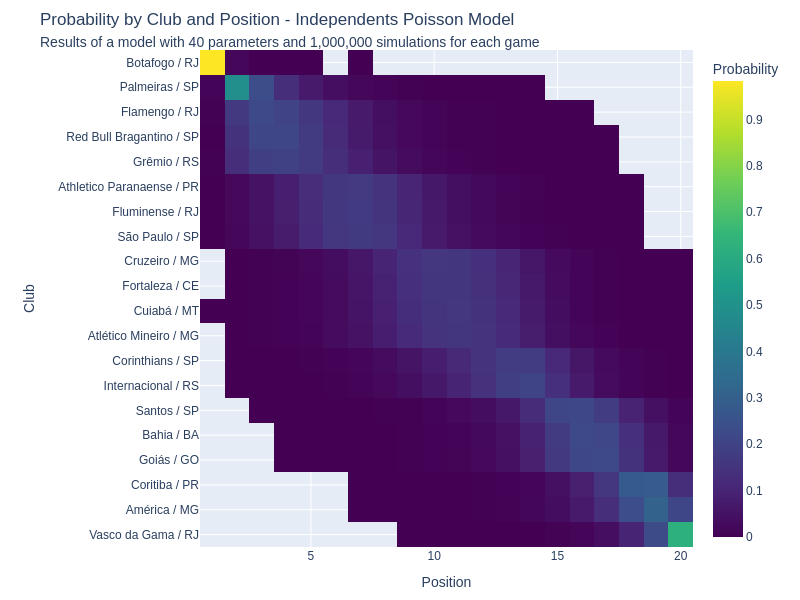 Probability by Club and Position - Independents Poisson Model
Results of a model with 40 parameters and 1,000,000 simulations for each game
Probability
Botafogo / RJ
Palmeiras / SP
Flamengo / RJ
Red Bull Bragantino / SP
Grêmio / RS
Athletico Paranaense / PR
Fluminense / RJ
São Paulo / SP
Cruzeiro / MG
Fortaleza / CE
Cuiabá / MT
Atlético Mineiro / MG
Corinthians / SP
Internacional / RS
Santos / SP
Bahia / BA
Goiás / GO
Coritiba / PR
América / MG
Vasco da Gama / RJ
Club
5
10
15
20
Position
0.9
0.8
0.7
0.6
0.5
0.4
0.3
0.2
0.1
0